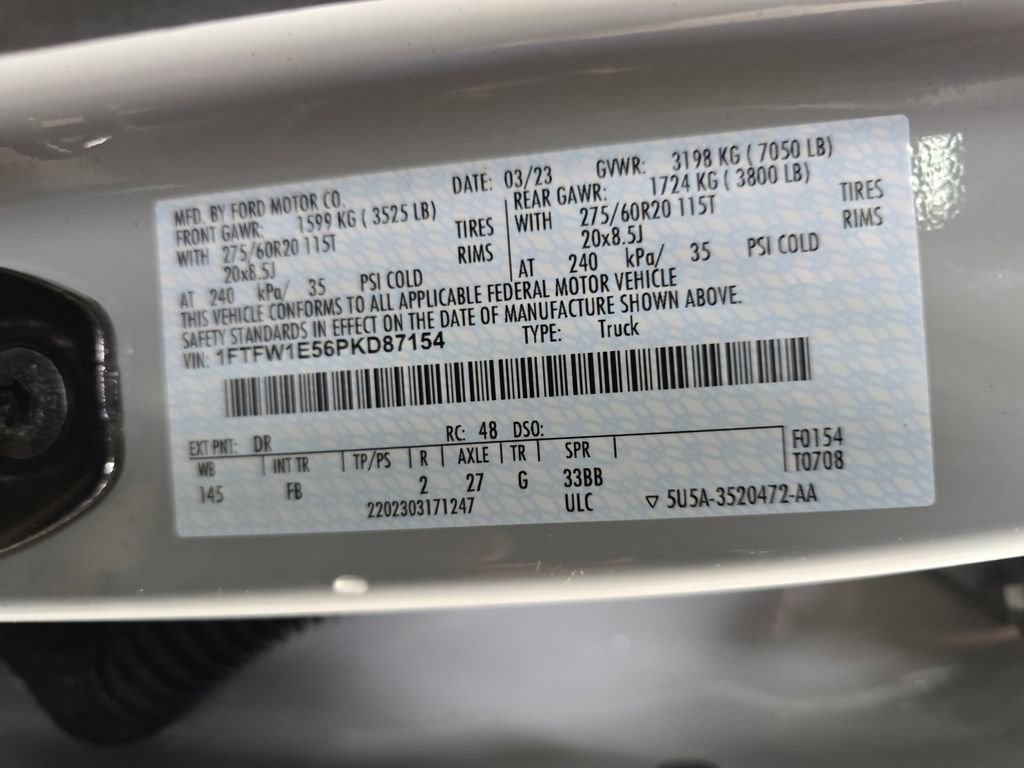 MFD. BY FORD MOTOR CO. DATE: 03/23 GVWR: 3198 KG ( 7050 LB)
FRONT GAWR: 1599 KG ( 3525 LB) REAR GAWR: 1724 KG ( 3800 LB)
WITH 275/60R20 115T TIRES WITH 275/60R20 115T TIRES
20x8.5J RIMS 20x8.5J RIMS
AT 240 kPa/ 35 PSI COLD AT 240 kPa/ 35 PSI COLD
THIS VEHICLE CONFORMS TO ALL APPLICABLE FEDERAL MOTOR VEHICLE
SAFETY STANDARDS IN EFFECT ON THE DATE OF MANUFACTURE SHOWN ABOVE.
VIN: 1FTFW1E56PKD87154 TYPE: Truck
EXT PNT: DR RC: 48 DSO: F0154
WB INT TR TP/PS R AXLE TR SPR T0708
145 FB 2 27 G 33BB
2202303171247 ULC ▽ 5U5A-3520472-AA